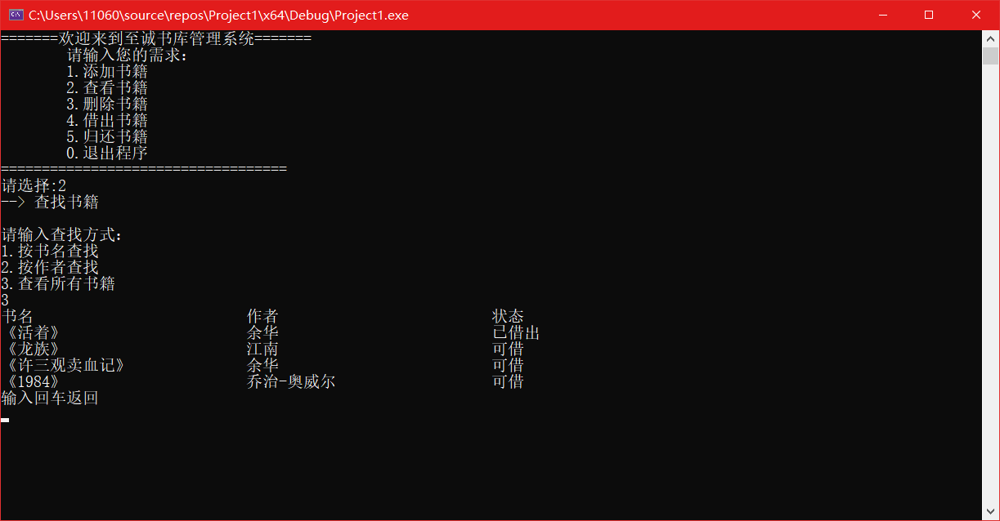 C:\Users\11060\source\repos\Project1\x64\Debug\Project1.exe
=======欢迎来到至诚书库管理系统=======
请输入您的需求:
1.添加书籍
2.查看书籍
3.删除书籍
4.借出书籍
5.归还书籍
0.退出程序
===================================
请选择:2
--> 查找书籍
请输入查找方式:
1.按书名查找
2.按作者查找
3.查看所有书籍
3
书名 作者 状态
《活着》 余华 已借出
《龙族》 江南 可借
《许三观卖血记》 余华 可借
《1984》 乔治-奥威尔 可借
输入回车返回